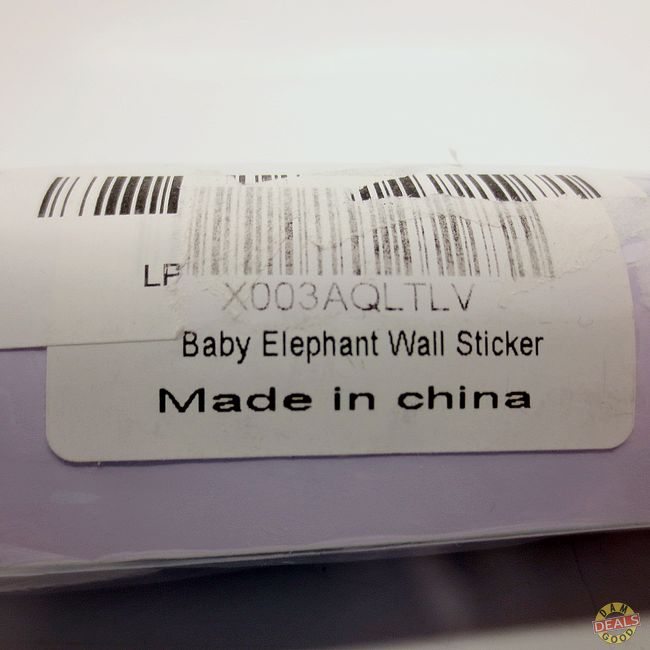 LP
X003AQLTLV
Baby Elephant Wall Sticker
Made in china
DAM
DEALS
GOOD